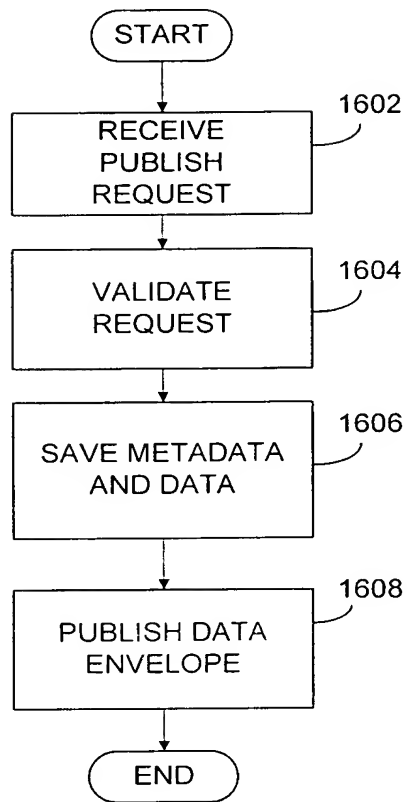 START
1602
RECEIVE
PUBLISH
REQUEST
1604
VALIDATE
REQUEST
1606
SAVE METADATA
AND DATA
1608
PUBLISH DATA
ENVELOPE
END